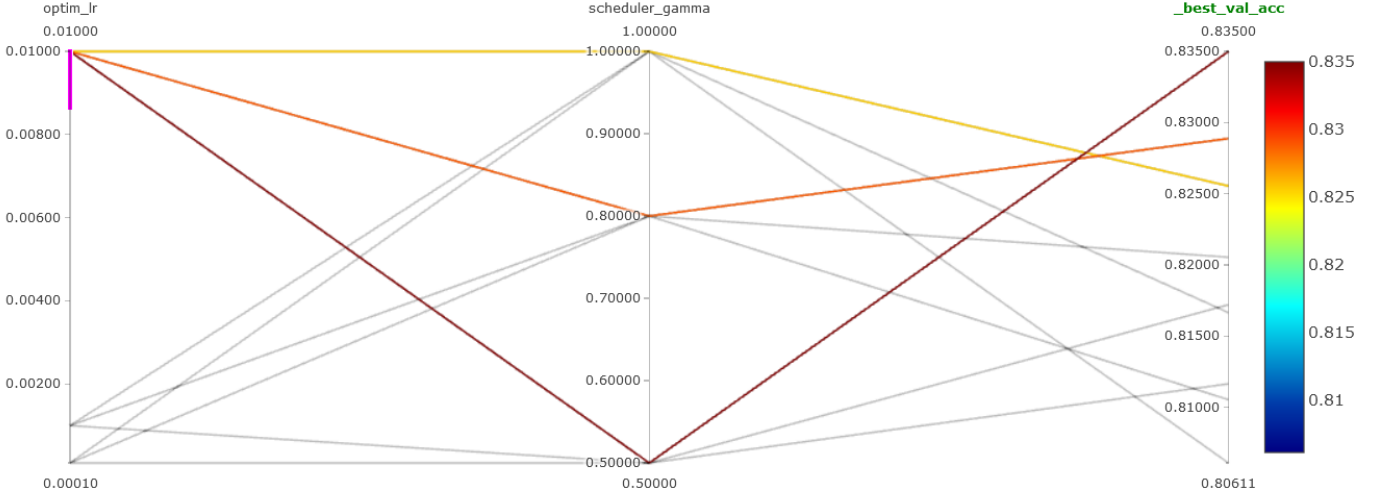 optim_lr scheduler_gamma _best_val_acc
0.01000 1.00000 0.83500
0.01000 1.00000 0.83500 0.835
0.83000 0.83
0.00800 0.90000
0.82500 0.825
0.00600 0.80000
0.82000 0.82
0.00400 0.70000
0.81500 0.815
0.00200 0.60000
0.81000 0.81
0.50000
0.00010 0.50000 0.80611